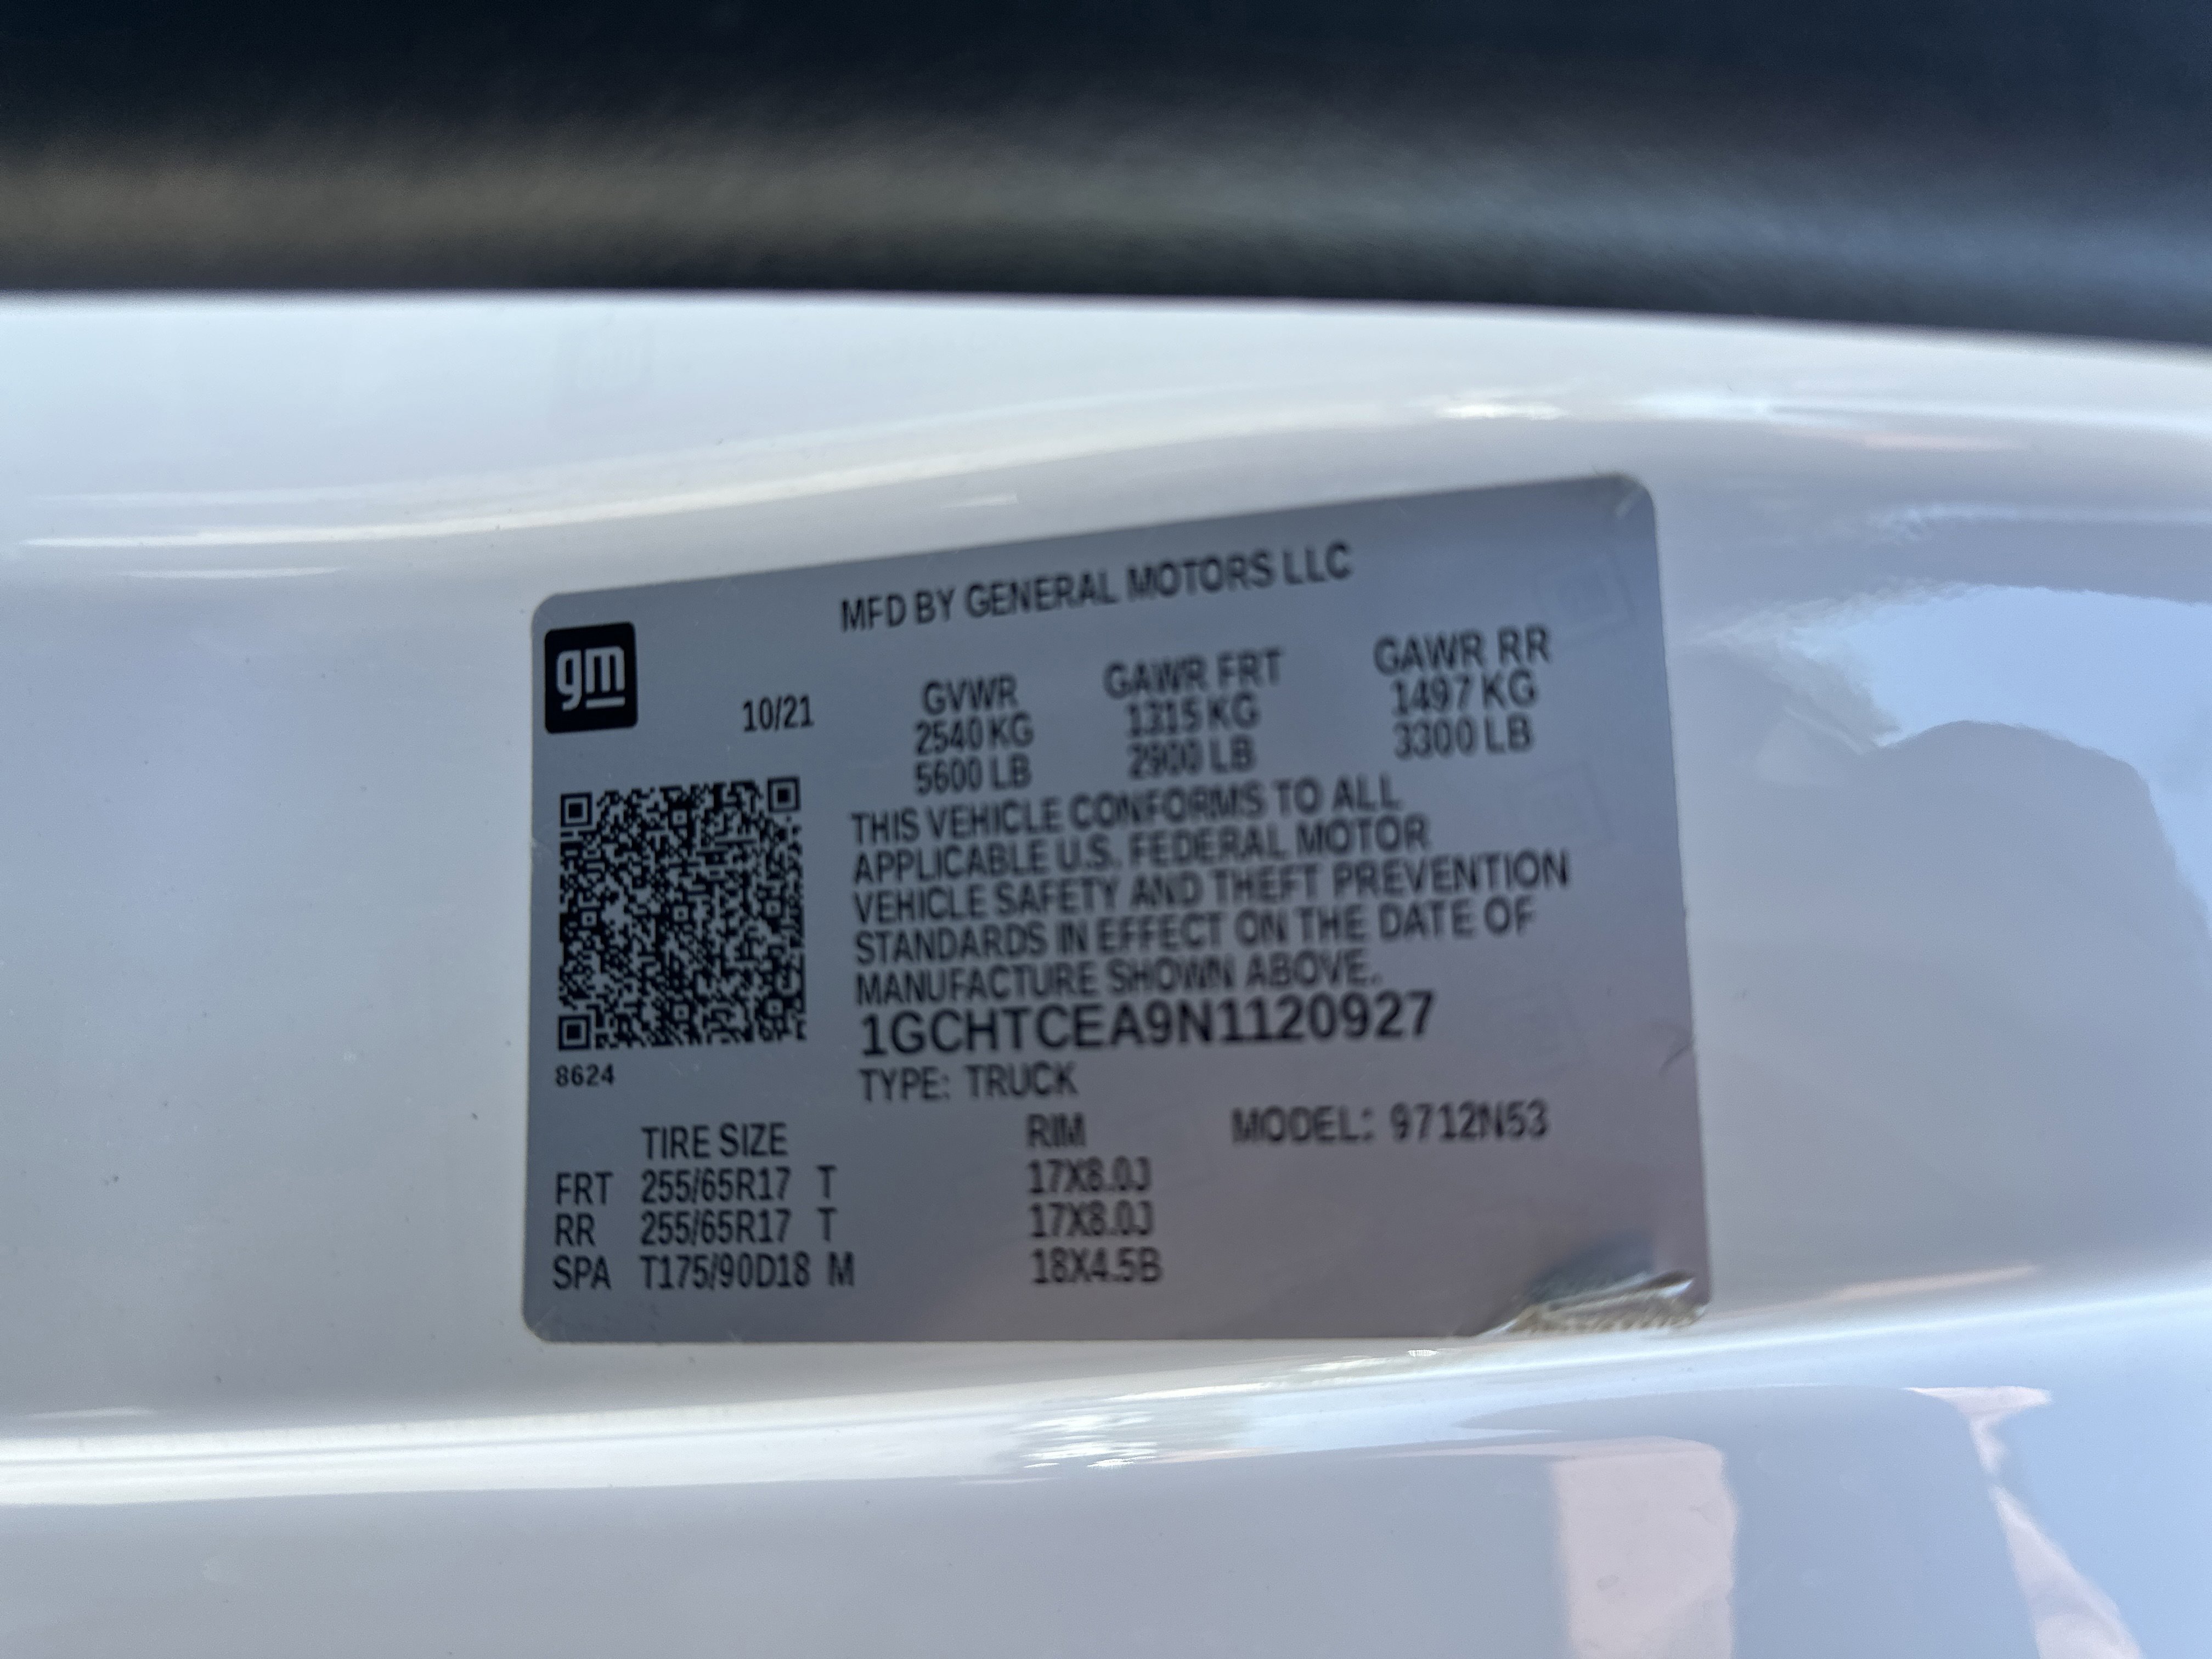 MFD BY GENERAL MOTORS LLC
gm
10/21
GVWR GAWR FRT GAWR RR
2540 KG 1315 KG 1497 KG
5600 LB 2900 LB 3300 LB
THIS VEHICLE CONFORMS TO ALL
APPLICABLE U.S. FEDERAL MOTOR
VEHICLE SAFETY AND THEFT PREVENTION
STANDARDS IN EFFECT ON THE DATE OF
MANUFACTURE SHOWN ABOVE.
1GCHTCEA9N1120927
8624
TYPE: TRUCK
TIRE SIZE RIM MODEL: 9712N53
FRT 255/65R17 T 17X8.0J
RR 255/65R17 T 17X8.0J
SPA T175/90D18 M 18X4.5B